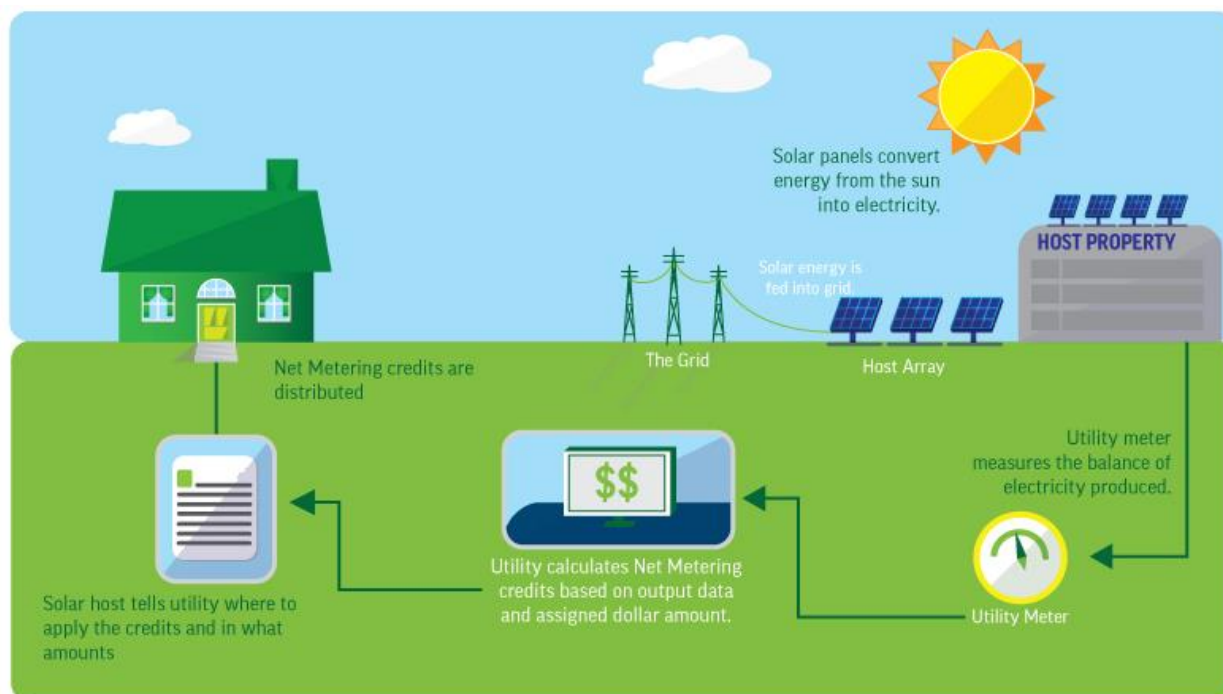 Solar panels convert
energy from the sun
into electricity.
HOST PROPERTY
Solar energy is
fed into grid.
The Grid
Host Array
Net Metering credits are
distributed
Utility meter
measures the balance of
electricity produced.
$$
Utility calculates Net Metering
credits based on output data
and assigned dollar amount.
Utility Meter
Solar host tells utility where to
apply the credits and in what
amounts